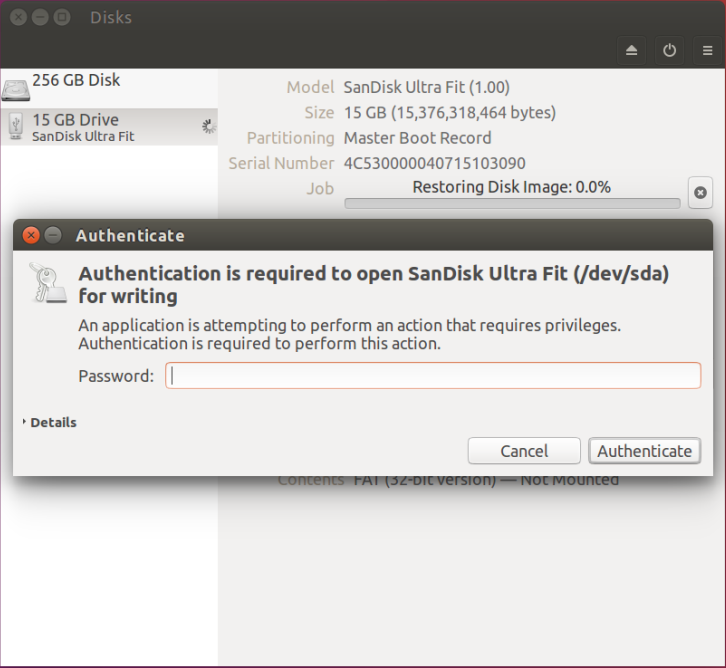 Disks
256 GB Disk
15 GB Drive
SanDisk Ultra Fit
Model SanDisk Ultra Fit (1.00)
Size 15 GB (15,376,318,464 bytes)
Partitioning Master Boot Record
Serial Number 4C530000040715103090
Job Restoring Disk Image: 0.0%
Authenticate
Authentication is required to open SanDisk Ultra Fit (/dev/sda)
for writing
An application is attempting to perform an action that requires privileges.
Authentication is required to perform this action.
Password:
Details
Cancel Authenticate
Contents FAT (32-bit version) — Not Mounted